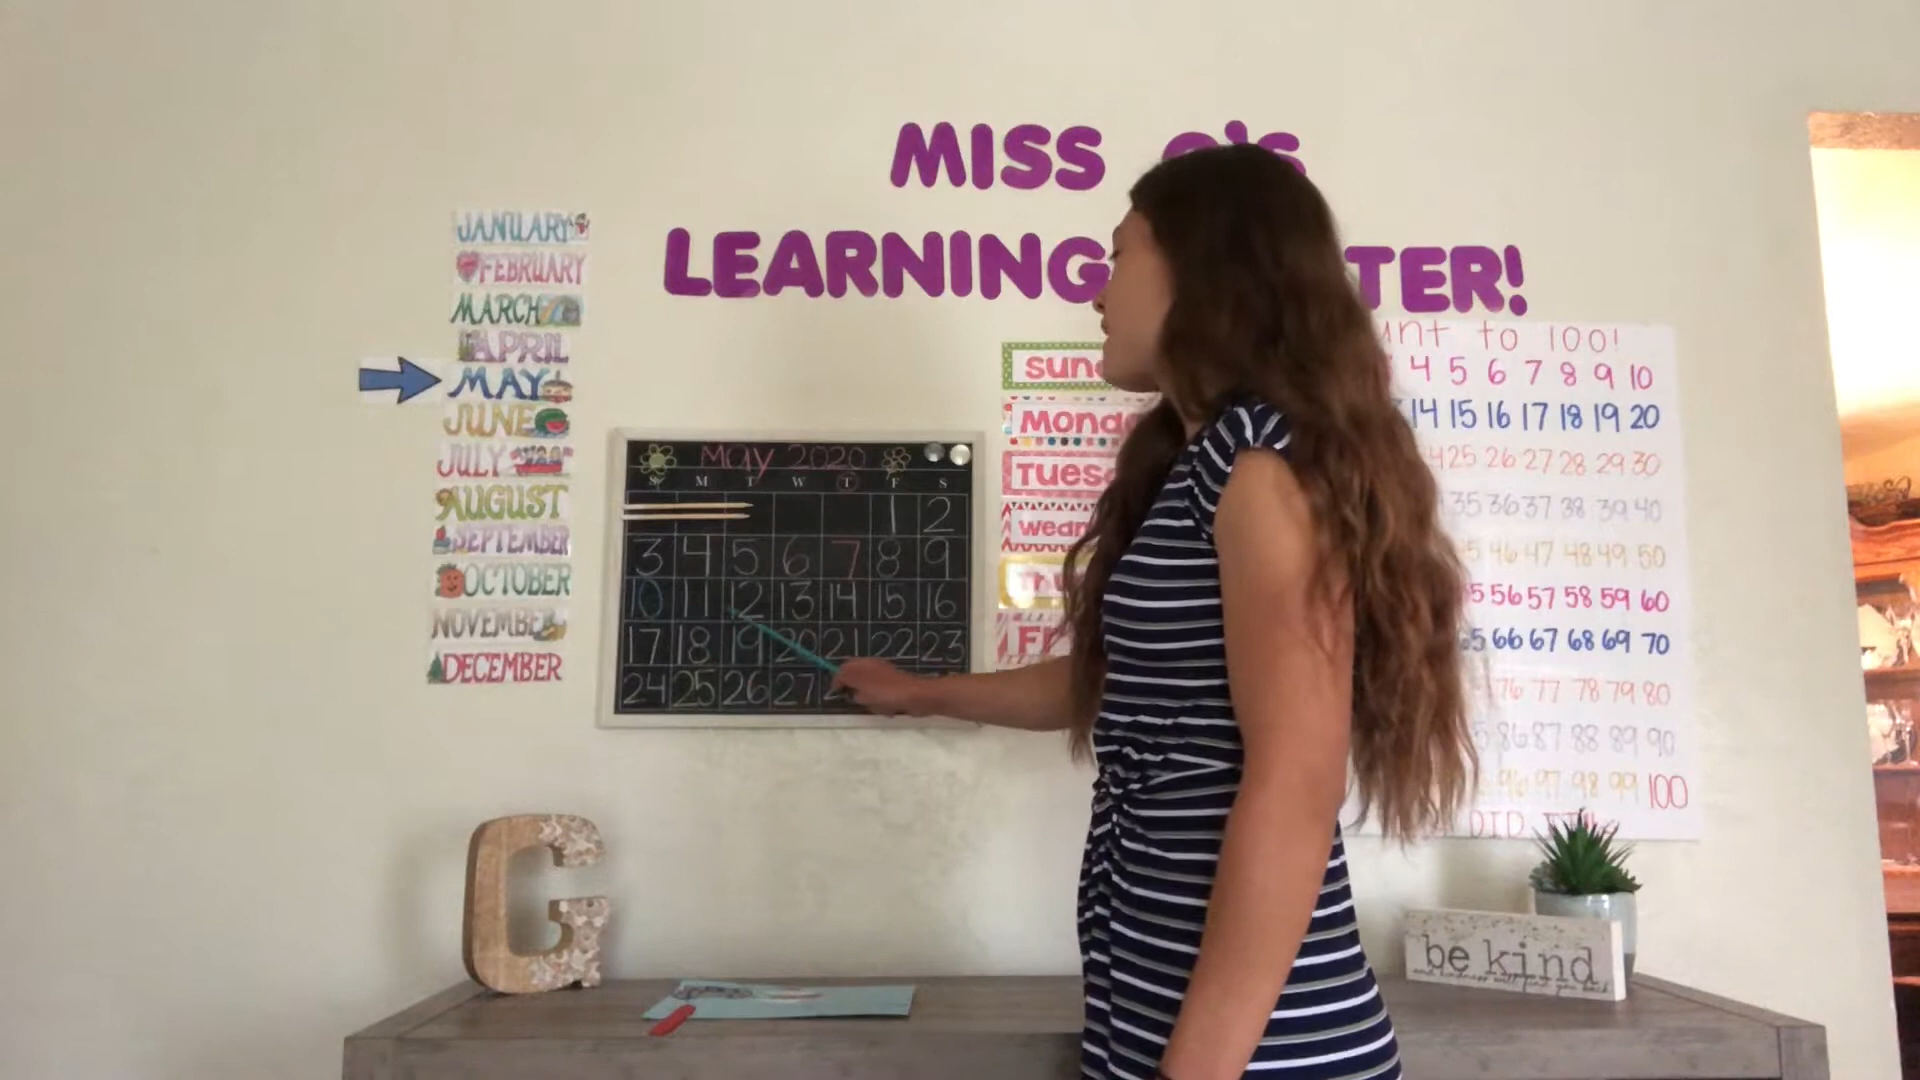 MISS G'S
LEARNING TER!
JANUARY
FEBRUARY
MARCH
APRIL
MAY
JUNE
JULY
AUGUST
SEPTEMBER
OCTOBER
NOVEMBER
DECEMBER
May 2020
S M T W T F S
1 2
3 4 5 6 7 8 9
10 11 12 13 14 15 16
17 18 19 20 21 22 23
24 25 26 27
to 100!
4 5 6 7 8 9 10
14 15 16 17 18 19 20
25 26 27 28 29 30
35 36 37 38 39 40
46 47 48 49 50
56 57 58 59 60
65 66 67 68 69 70
76 77 78 79 80
86 87 88 89 90
96 97 98 99 100
DID
G
be kind